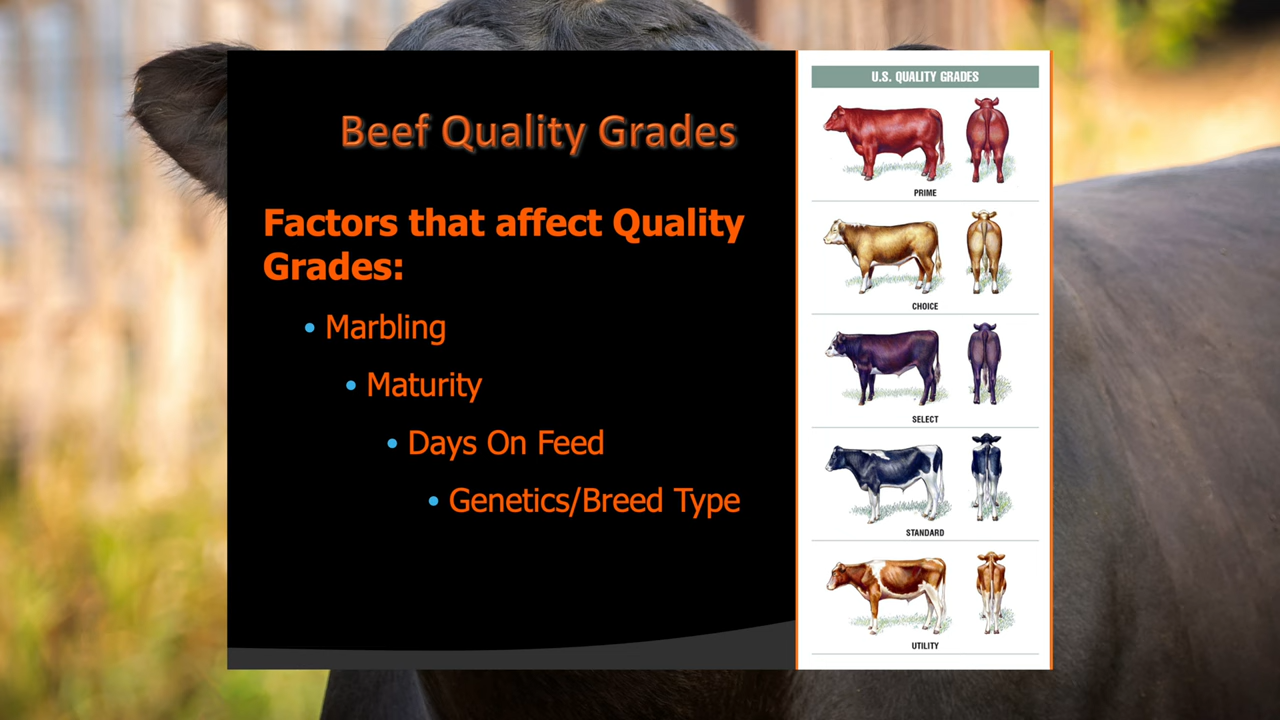 Beef Quality Grades
Factors that affect Quality
Grades:
• Marbling
• Maturity
• Days On Feed
• Genetics/Breed Type
U.S. QUALITY GRADES
PRIME
CHOICE
SELECT
STANDARD
UTILITY